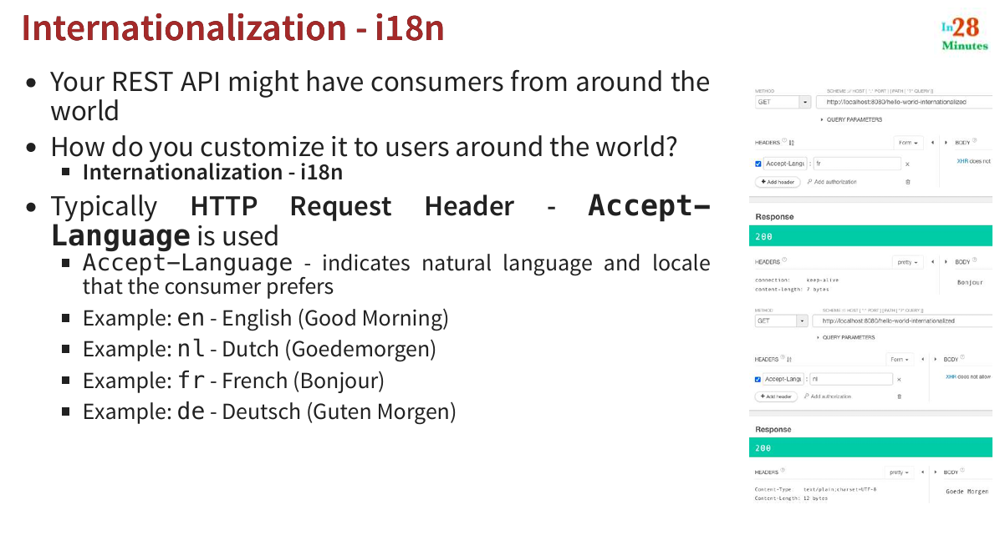 Internationalization - i18n
In28
Minutes
Your REST API might have consumers from around the
world
How do you customize it to users around the world?
Internationalization - i18n
Typically HTTP Request Header - Accept-
Language is used
Accept-Language - indicates natural language and locale
that the consumer prefers
Example: en - English (Good Morning)
Example: nl - Dutch (Goedemorgen)
Example: fr - French (Bonjour)
Example: de - Deutsch (Guten Morgen)
METHOD SCHEME :// HOST [ ":" PORT ] [ PATH [ "?" QUERY ]]
GET http://localhost:8080/hello-world-internationalized
QUERY PARAMETERS
HEADERS Form BODY
Accept-Langu : fr x XHR does not
+ Add header Add authorization
Response
200
HEADERS pretty BODY
connection: keep-alive Bonjour
content-length: 7 bytes
METHOD SCHEME :// HOST [ ":" PORT ] [ PATH [ "?" QUERY ]]
GET http://localhost:8080/hello-world-internationalized
QUERY PARAMETERS
HEADERS Form BODY
Accept-Langu : nl x XHR does not allow
+ Add header Add authorization
Response
200
HEADERS pretty BODY
Content-Type: text/plain;charset=UTF-8 Goede Morgen
Content-Length: 12 bytes